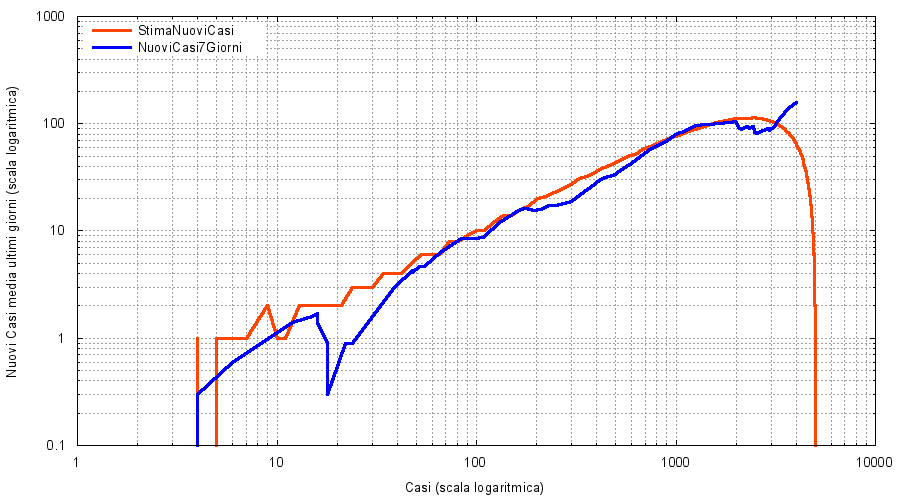 1000
StimaNuoviCasi
NuoviCasi7Giorni
100
10
1
0.1
Nuovi Casi media ultimi giorni (scala logaritmica)
1 10 100 1000 10000
Casi (scala logaritmica)